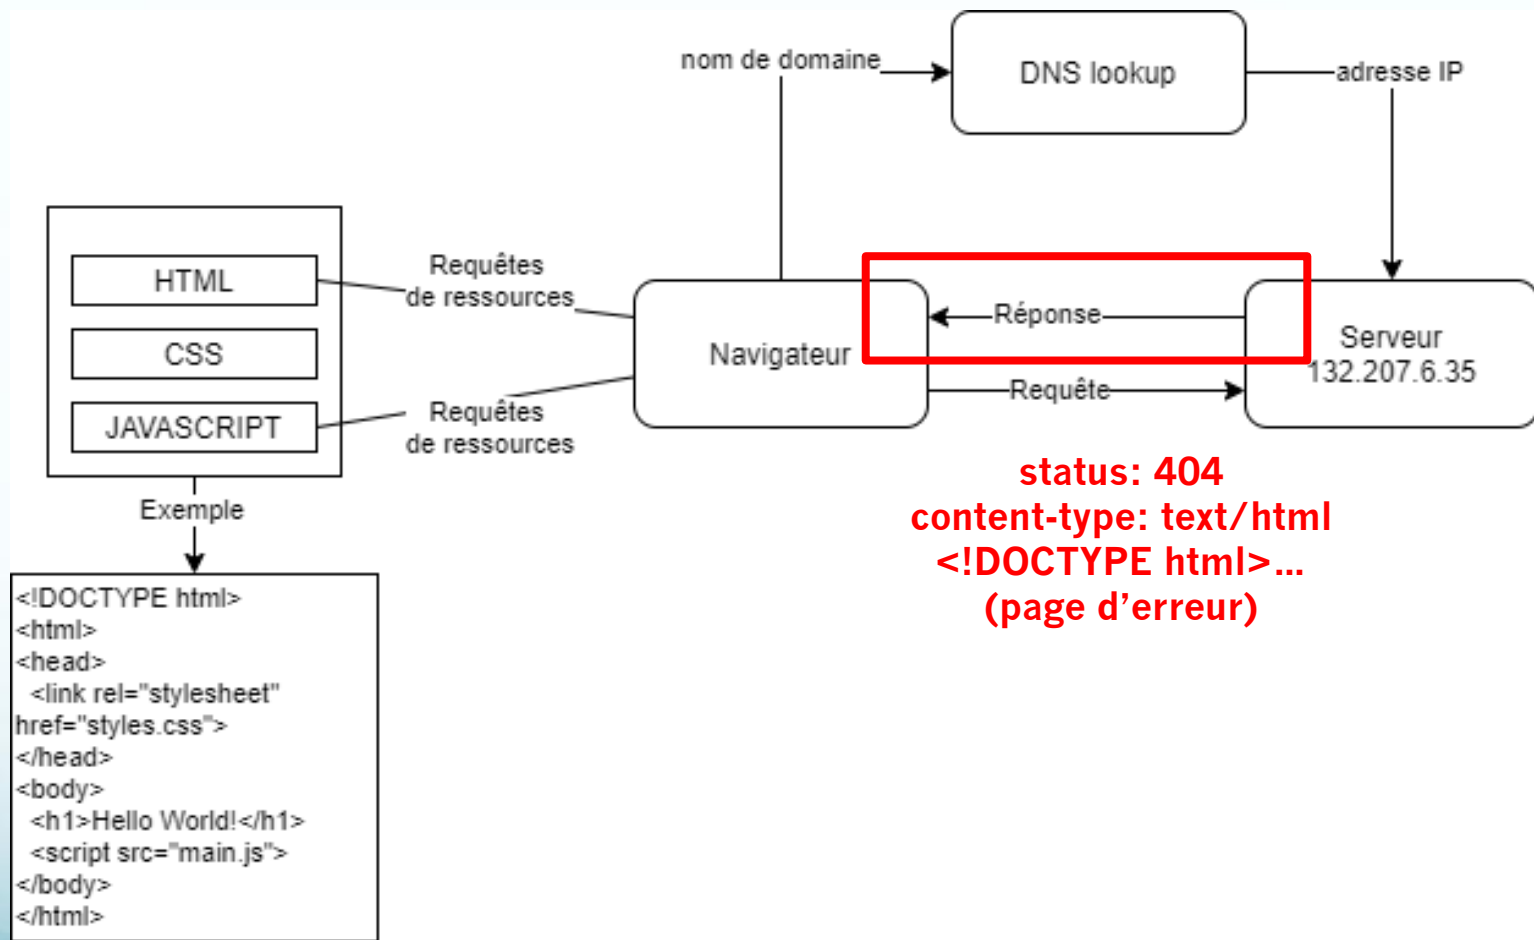 nom de domaine
DNS lookup
adresse IP
HTML
CSS
JAVASCRIPT
Requêtes
de ressources
Requêtes
de ressources
Navigateur
Réponse
Requête
Serveur
132.207.6.35
status: 404
content-type: text/html
<!DOCTYPE html>...
(page d’erreur)
Exemple
<!DOCTYPE html>
<html>
<head>
<link rel="stylesheet"
href="styles.css">
</head>
<body>
<h1>Hello World!</h1>
<script src="main.js">
</body>
</html>